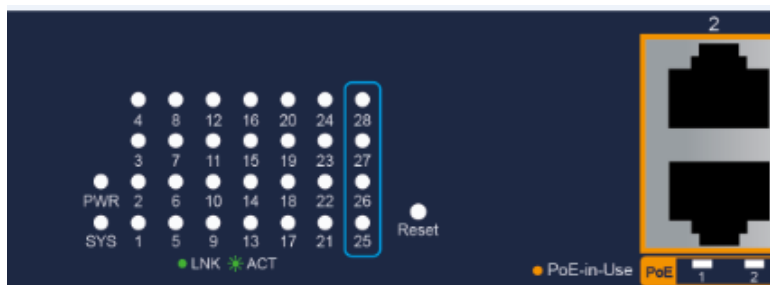 2
4 8 12 16 20 24 28
3 7 11 15 19 23 27
PWR 2 6 10 14 18 22 26
SYS 1 5 9 13 17 21 25
Reset
LNK ACT
PoE-in-Use PoE 1 2